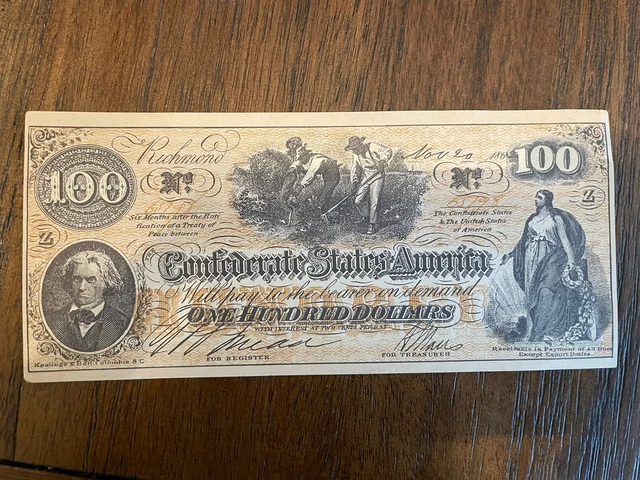 100
Richmond
Nov 20
186
100
No.
No.
Z
Z
Six Months after the Rati
fication of a Treaty of
Peace between
The Confederate States
& The United States
of America
Confederate States of America
Will pay to the bearer on demand
ONE HUNDRED DOLLARS
WITH INTEREST AT TWO CENTS PER DAY
FOR REGISTER
FOR TREASURER
Keatinge & Ball Columbia S C
Receivable in Payment of All Dues
Except Export Duties